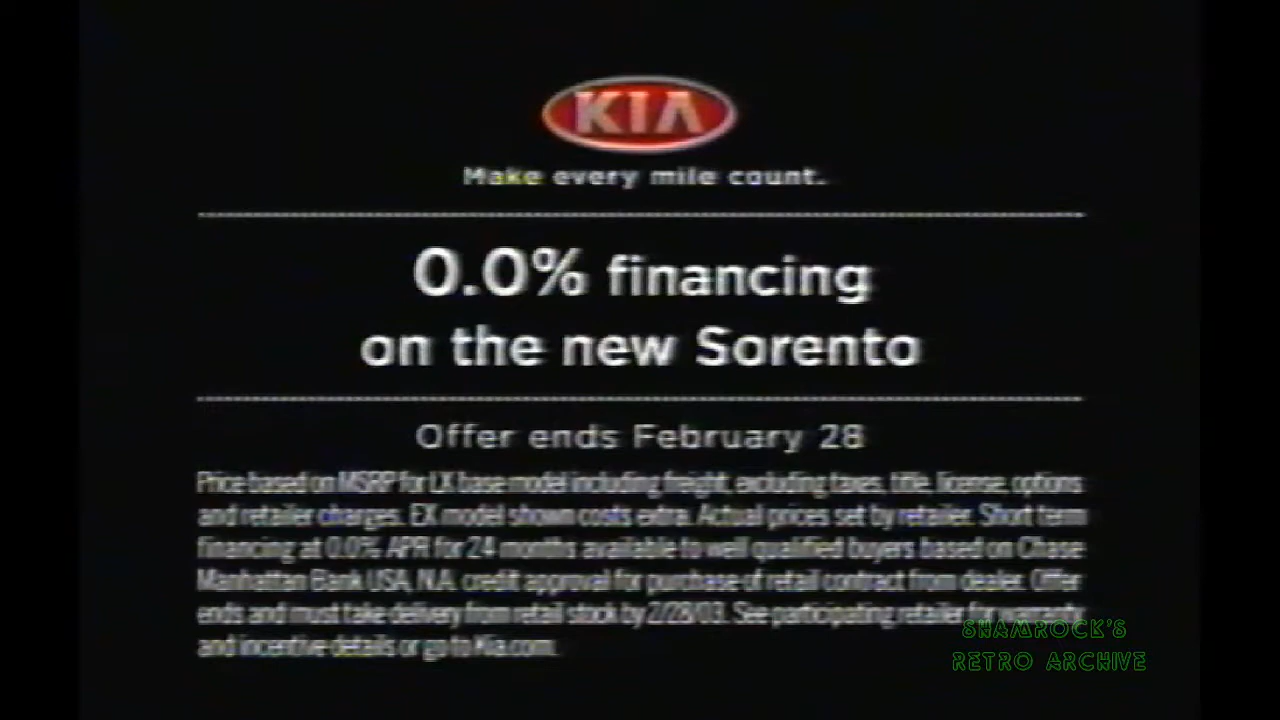 KIA
Make every mile count.
0.0% financing
on the new Sorento
Offer ends February 28
Price based on MSRP for LX base model including freight, excluding taxes, title, license, options
and retailer charges. EX model shown costs extra. Actual prices set by retailer. Short term
financing at 0.0% APR for 24 months available to well qualified buyers based on Chase
Manhattan Bank USA, N.A. credit approval for purchase of retail contract from dealer. Offer
ends and must take delivery from retail stock by 2/28/03. See participating retailer for warranty
and incentive details or go to Kia.com.
SHAMROCK'S
RETRO ARCHIVE